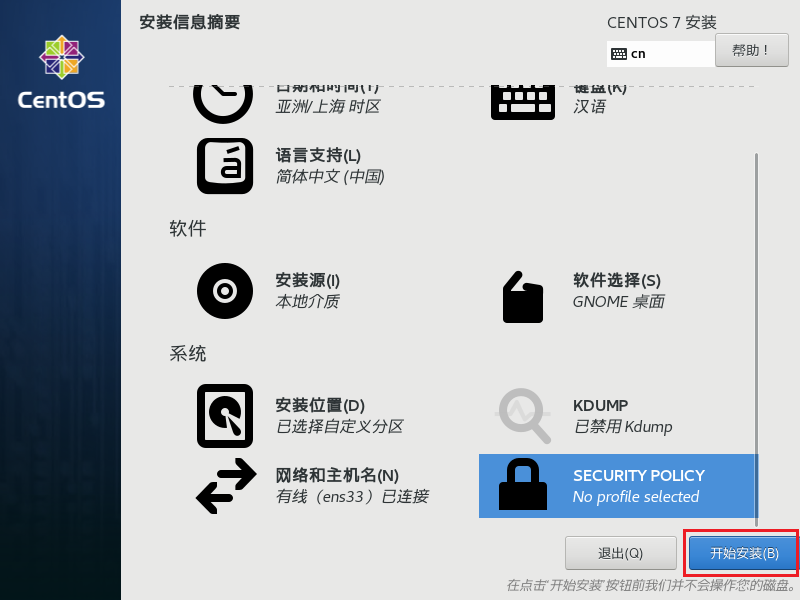 安装信息摘要
CENTOS 7 安装
cn
帮助！
CentOS
日期和时间(T)
亚洲/上海 时区
键盘(K)
汉语
语言支持(L)
简体中文 (中国)
软件
安装源(I)
本地介质
软件选择(S)
GNOME 桌面
系统
安装位置(D)
已选择自定义分区
KDUMP
已禁用 Kdump
网络和主机名(N)
有线（ens33）已连接
SECURITY POLICY
No profile selected
退出(Q)
开始安装(B)
在点击“开始安装”按钮前我们并不会操作您的磁盘。